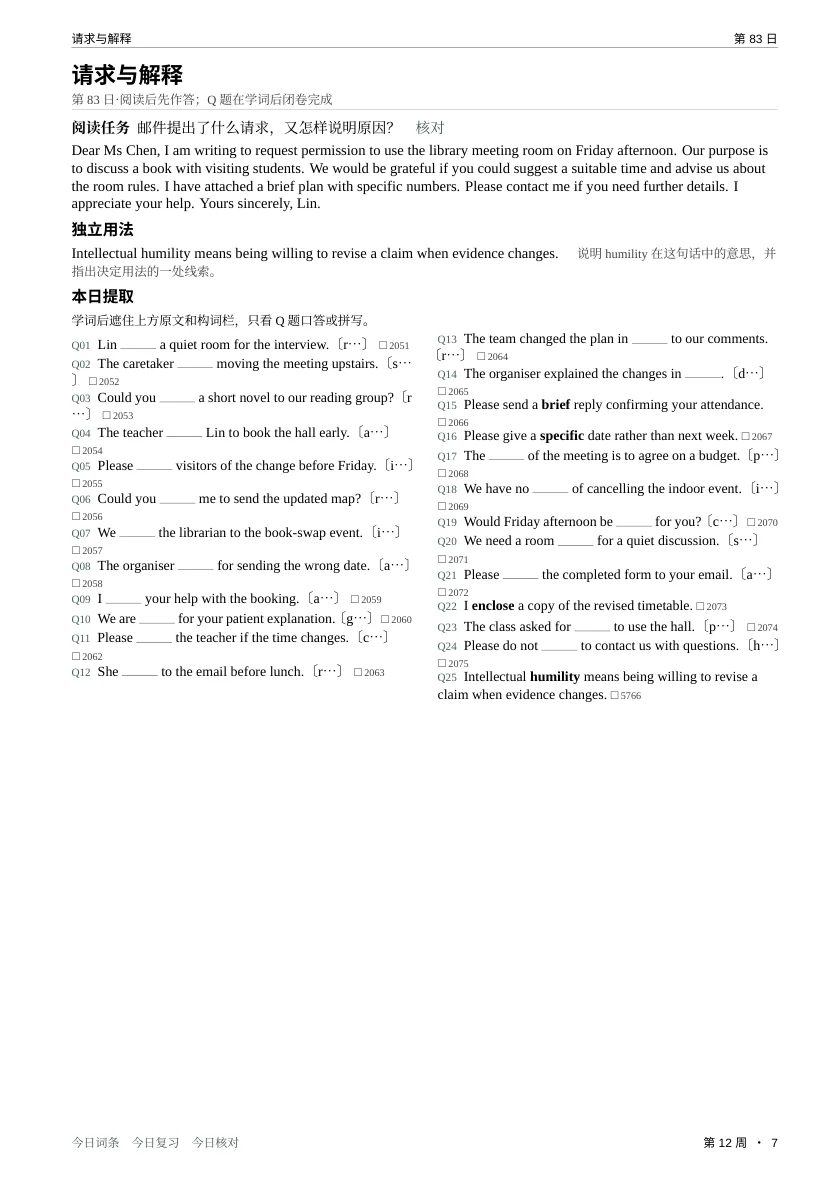 请求与解释 第 83 日
请求与解释
第 83 日·阅读后先作答；Q 题在学词后闭卷完成
阅读任务 邮件提出了什么请求，又怎样说明原因？ 核对
Dear Ms Chen, I am writing to request permission to use the library meeting room on Friday afternoon. Our purpose is
to discuss a book with visiting students. We would be grateful if you could suggest a suitable time and advise us about
the room rules. I have attached a brief plan with specific numbers. Please contact me if you need further details. I
appreciate your help. Yours sincerely, Lin.
独立用法
Intellectual humility means being willing to revise a claim when evidence changes. 说明 humility 在这句话中的意思，并
指出决定用法的一处线索。
本日提取
学词后遮住上方原文和构词栏，只看 Q 题口答或拼写。
Q01 Lin _____ a quiet room for the interview.〔r…〕 □ 2051
Q02 The caretaker _____ moving the meeting upstairs.〔s…
〕 □ 2052
Q03 Could you _____ a short novel to our reading group?〔r
…〕 □ 2053
Q04 The teacher _____ Lin to book the hall early.〔a…〕
□ 2054
Q05 Please _____ visitors of the change before Friday.〔i…〕
□ 2055
Q06 Could you _____ me to send the updated map?〔r…〕
□ 2056
Q07 We _____ the librarian to the book-swap event.〔i…〕
□ 2057
Q08 The organiser _____ for sending the wrong date.〔a…〕
□ 2058
Q09 I _____ your help with the booking.〔a…〕 □ 2059
Q10 We are _____ for your patient explanation.〔g…〕 □ 2060
Q11 Please _____ the teacher if the time changes.〔c…〕
□ 2062
Q12 She _____ to the email before lunch.〔r…〕 □ 2063
Q13 The team changed the plan in _____ to our comments.
〔r…〕 □ 2064
Q14 The organiser explained the changes in _____.〔d…〕
□ 2065
Q15 Please send a brief reply confirming your attendance.
□ 2066
Q16 Please give a specific date rather than next week. □ 2067
Q17 The _____ of the meeting is to agree on a budget.〔p…〕
□ 2068
Q18 We have no _____ of cancelling the indoor event.〔i…〕
□ 2069
Q19 Would Friday afternoon be _____ for you?〔c…〕 □ 2070
Q20 We need a room _____ for a quiet discussion.〔s…〕
□ 2071
Q21 Please _____ the completed form to your email.〔a…〕
□ 2072
Q22 I enclose a copy of the revised timetable. □ 2073
Q23 The class asked for _____ to use the hall.〔p…〕 □ 2074
Q24 Please do not _____ to contact us with questions.〔h…〕
□ 2075
Q25 Intellectual humility means being willing to revise a
claim when evidence changes. □ 5766
今日词条 今日复习 今日核对 第 12 周 · 7